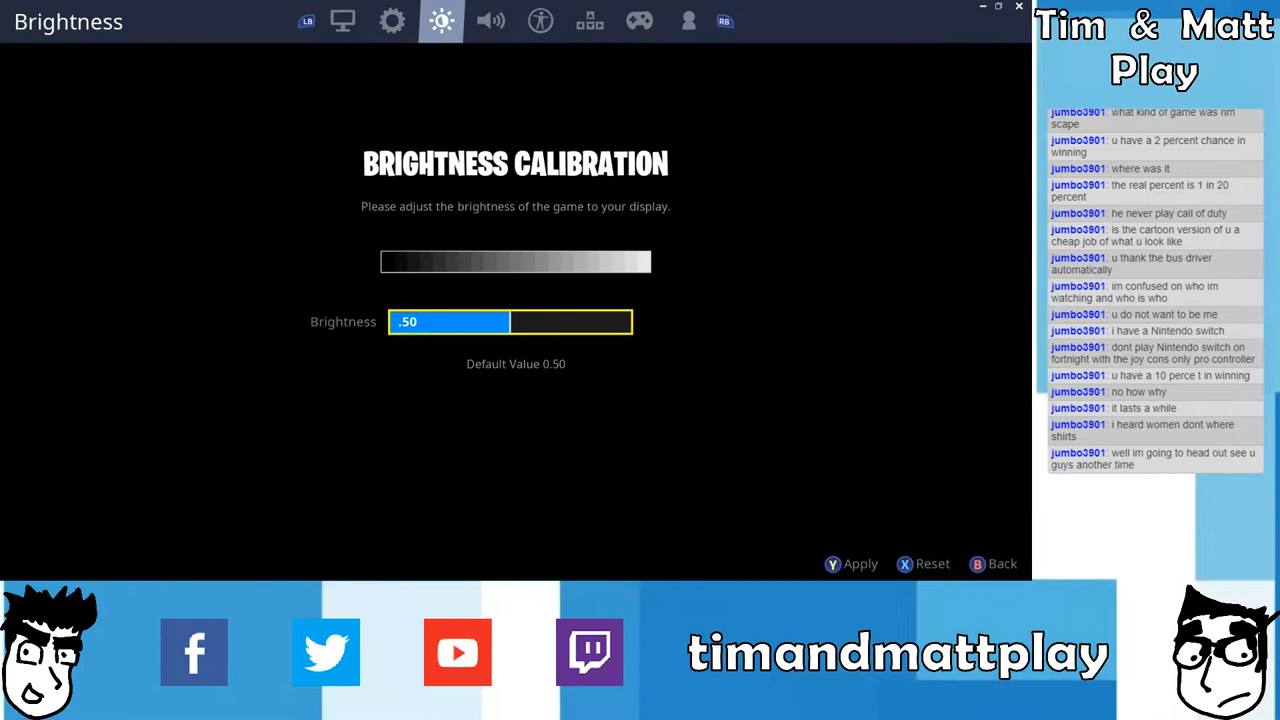 Brightness
LB
RB
BRIGHTNESS CALIBRATION
Please adjust the brightness of the game to your display.
Brightness
.50
Default Value 0.50
Y Apply
X Reset
B Back
Tim & Matt
Play
jumbo3901: what kind of game was rim
scape
jumbo3901: u have a 2 percent chance in
winning
jumbo3901: where was it
jumbo3901: the real percent is 1 in 20
percent
jumbo3901: he never play call of duty
jumbo3901: is the cartoon version of u a
cheap job of what u look like
jumbo3901: u thank the bus driver
automatically
jumbo3901: im confused on who im
watching and who is who
jumbo3901: u do not want to be me
jumbo3901: i have a Nintendo switch
jumbo3901: dont play Nintendo switch on
fortnight with the joy cons only pro controller
jumbo3901: u have a 10 perce t in winning
jumbo3901: no how why
jumbo3901: it lasts a while
jumbo3901: i heard women dont where
shirts
jumbo3901: well im going to head out see u
guys another time
f
timandmattplay